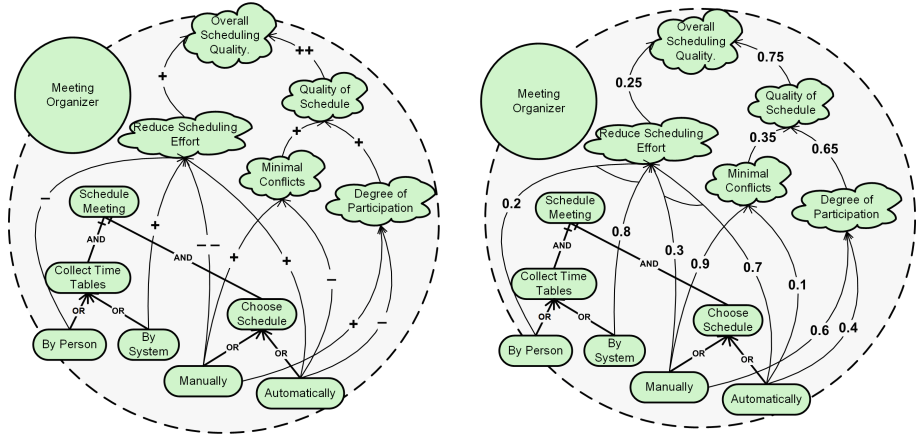 Overall
Scheduling
Quality.
++
+
Meeting
Organizer
Quality of
Schedule
Reduce Scheduling
Effort
+
+
Minimal
Conflicts
Degree of
Participation
–
Schedule
Meeting
+
– –
AND
AND
+
+
–
Collect Time
Tables
OR
OR
Choose
Schedule
+
–
By Person
By
System
OR
OR
Manually
Automatically
Overall
Scheduling
Quality.
0.75
0.25
Meeting
Organizer
Quality of
Schedule
Reduce Scheduling
Effort
0.35
0.65
Minimal
Conflicts
Degree of
Participation
0.2
Schedule
Meeting
0.8
0.3
AND
AND
0.9
0.7
0.1
Collect Time
Tables
OR
OR
Choose
Schedule
0.6
0.4
By Person
By
System
OR
OR
Manually
Automatically